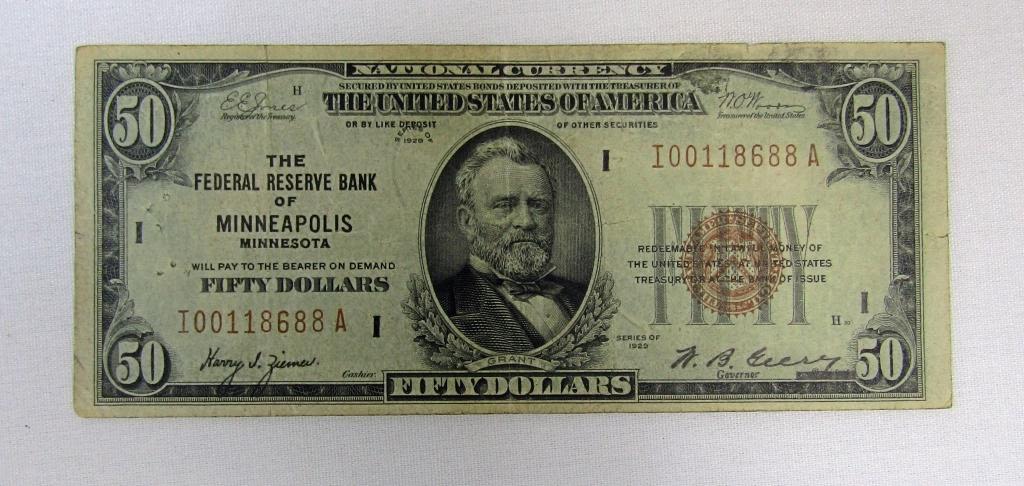 NATIONAL CURRENCY
SECURED BY UNITED STATES BONDS DEPOSITED WITH THE TREASURER OF
THE UNITED STATES OF AMERICA
OR BY LIKE DEPOSIT OF OTHER SECURITIES
50
50
H
E E Jones
Register of the Treasury.
W.O. Woods
Treasurer of the United States.
SERIES OF
1929
I
I00118688 A
THE
FEDERAL RESERVE BANK
OF
MINNEAPOLIS
MINNESOTA
I
WILL PAY TO THE BEARER ON DEMAND
FIFTY DOLLARS
I00118688 A
I
FIFTY
REDEEMABLE IN LAWFUL MONEY OF
THE UNITED STATES AT UNITED STATES
TREASURY OR AT THE BANK OF ISSUE
I
SERIES OF
1929
Harry I. Ziemer.
Cashier.
GRANT
W. B. Geery
Governor
50
FIFTY DOLLARS
50